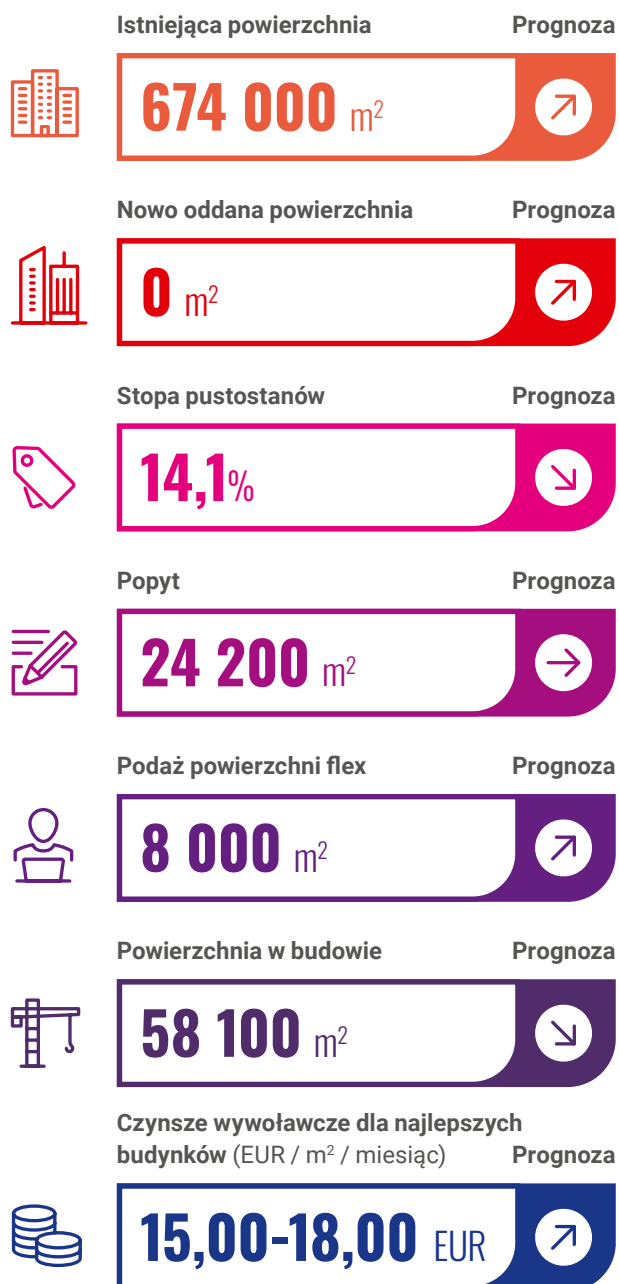 Istniejąca powierzchnia Prognoza
674 000 m²
Nowo oddana powierzchnia Prognoza
0 m²
Stopa pustostanów Prognoza
14,1%
Popyt Prognoza
24 200 m²
Podaż powierzchni flex Prognoza
8 000 m²
Powierzchnia w budowie Prognoza
58 100 m²
Czynsze wywoławcze dla najlepszych
budynków (EUR / m² / miesiąc) Prognoza
15,00-18,00 EUR